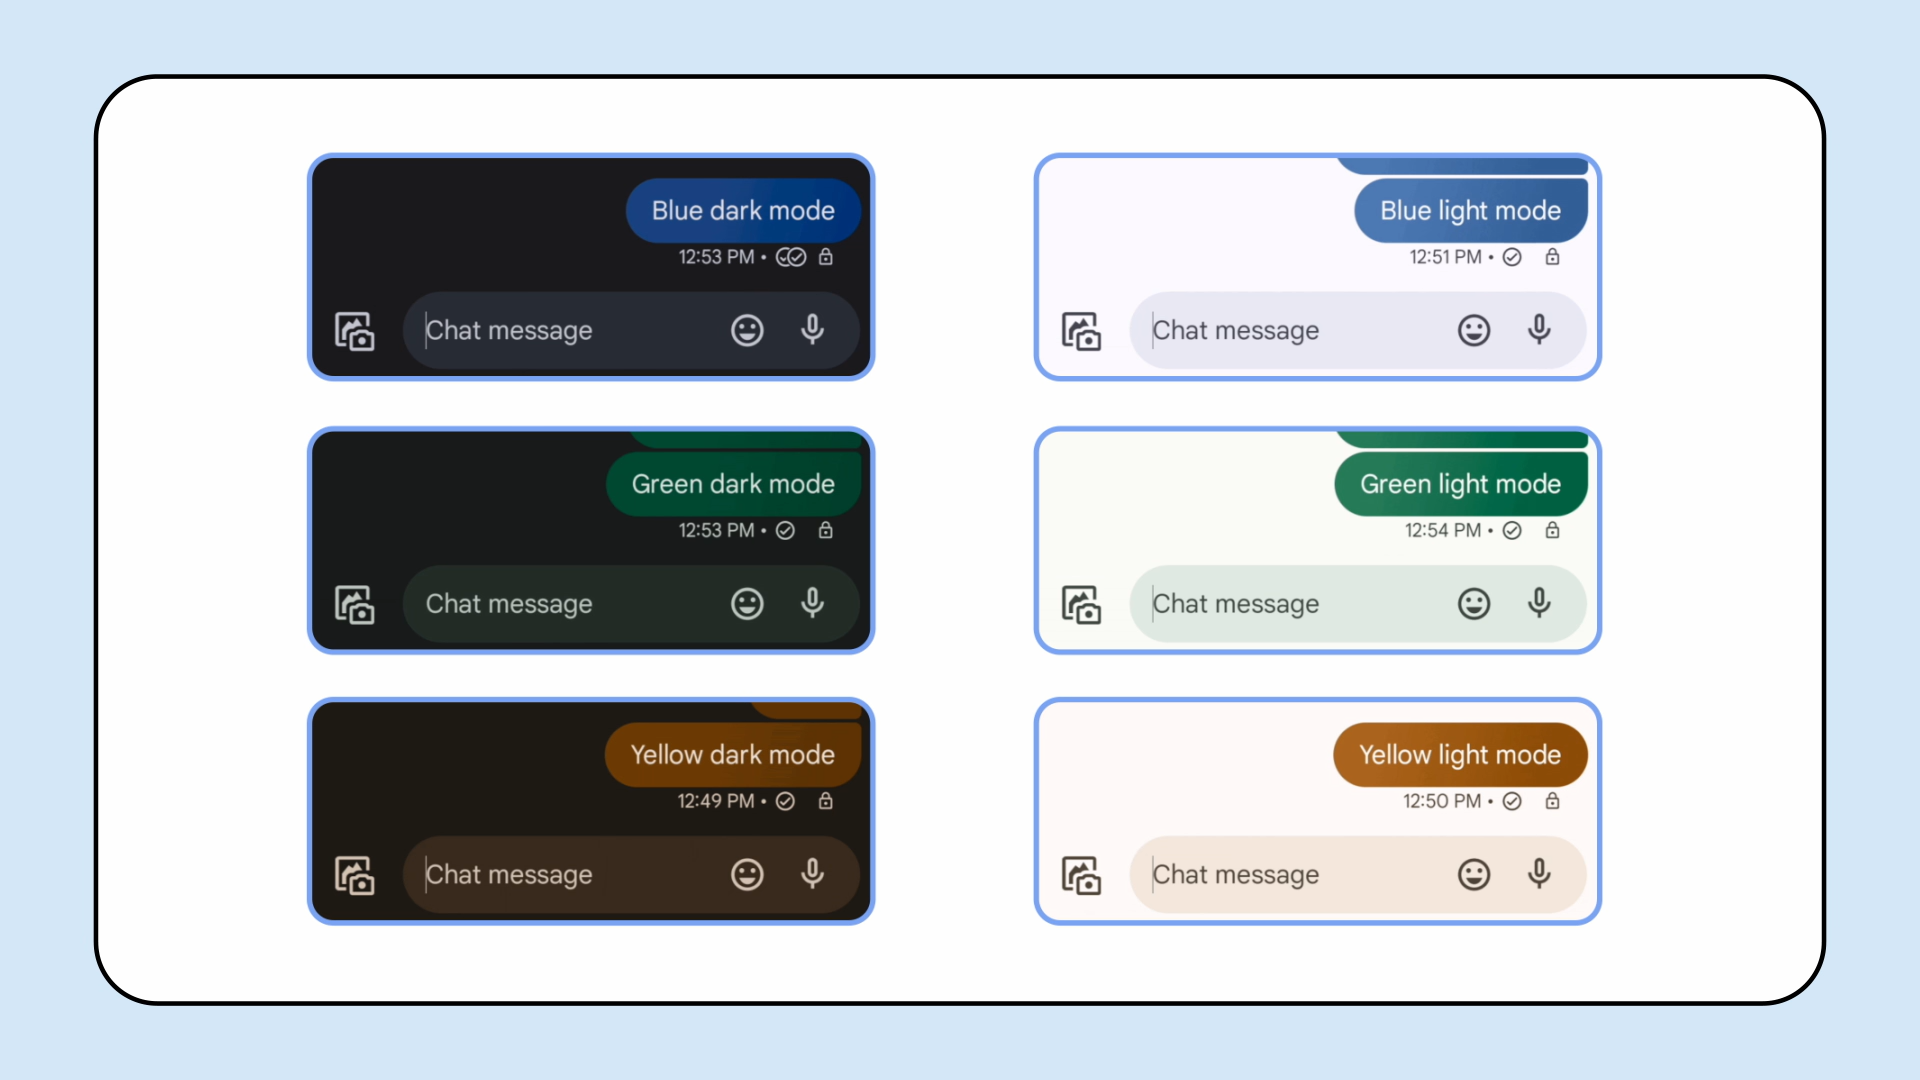 Blue dark mode
12:53 PM •
Chat message
Blue light mode
12:51 PM •
Chat message
Green dark mode
12:53 PM •
Chat message
Green light mode
12:54 PM •
Chat message
Yellow dark mode
12:49 PM •
Chat message
Yellow light mode
12:50 PM •
Chat message